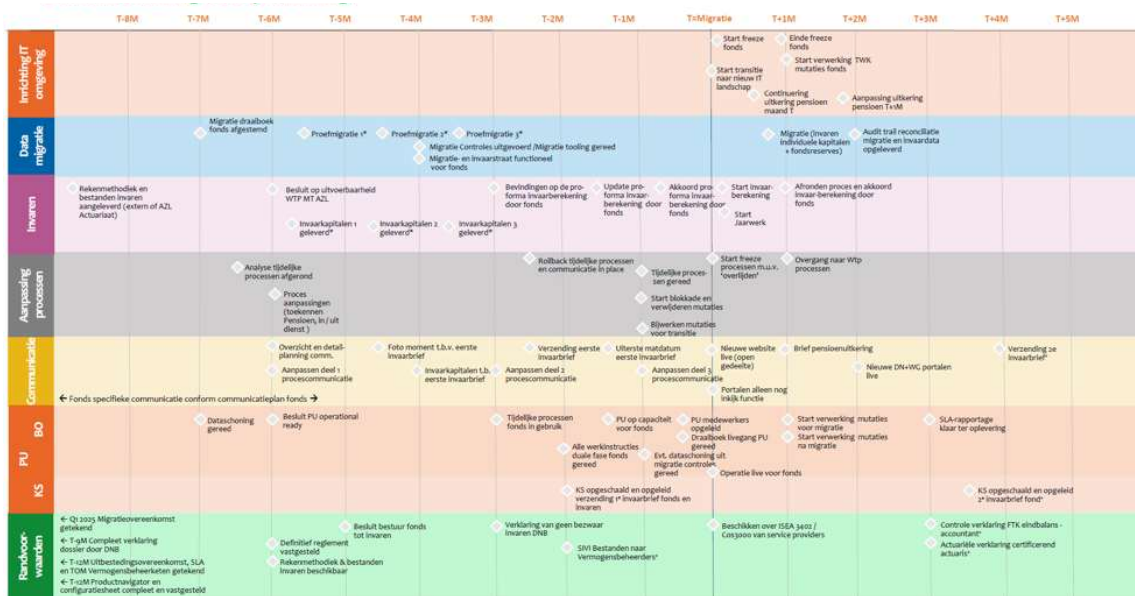 T-8M T-7M T-6M T-5M T-4M T-3M T-2M T-1M T=Migratie T+1M T+2M T+3M T+4M T+5M
Inrichting IT
omgeving
Start freeze
fonds
Einde freeze
fonds
Start transitie
naar nieuw IT
landschap
Start verwerking TWK
mutaties fonds
Continuering
uitkering pensioen
maand T
Aanpassing uitkering
pensioen T+1M
Data
migratie
Migratie draaiboek
fonds afgestemd
Proefmigratie 1*
Proefmigratie 2*
Proefmigratie 3*
Migratie Controles uitgevoerd /Migratie tooling gereed
Migratie- en invaarstraat functioneel
voor fonds
Migratie (invaren
individuele kapitalen
+ fondsreserves)
Audit trail reconciliatie
migratie en invaardata
opgeleverd
Invaren
Rekenmethodiek en
bestanden invaren
aangeleverd (extern of AZL
Actuariaat)
Besluit op uitvoerbaarheid
WTP MT AZL
Invaarkapitalen 1
geleverd*
Invaarkapitalen 2
geleverd*
Invaarkapitalen 3
geleverd*
Bevindingen op de pro-
forma invaarberekening
door fonds
Update pro-
forma invaar-
berekening door
fonds
Akkoord pro-
forma invaar-
berekening door
fonds
Start invaar-
berekening
Start
Jaarwerk
Afronden proces en akkoord
invaar-berekening door
fonds
Aanpassing
processen
Analyse tijdelijke
processen afgerond
Proces
aanpassingen
(toekennen
Pensioen, in / uit
dienst )
Rollback tijdelijke processen
en communicatie in place
Tijdelijke proces-
sen gereed
Start blokkade en
verwijderen mutaties
Bijwerken mutaties
voor transitie
Start freeze
processen m.u.v.
'overlijden'
Overgang naar Wtp
processen
Communicatie
Overzicht en detail-
planning comm.
Aanpassen deel 1
procescommunicatie
Foto moment t.b.v. eerste
invaarbrief
Invaarkapitalen t.b.
eerste invaarbrief
Verzending eerste
invaarbrief
Aanpassen deel 2
procescommunicatie
Uiterste matdatum
eerste invaarbrief
Aanpassen deel 3
procescommunicatie
Nieuwe website
live (open
gedeelte)
Portalen alleen nog
inkijk functie
Brief pensioenuitkering
Nieuwe DN+WG portalen
live
Verzending 2e
invaarbrief*
← Fonds specifieke communicatie conform communicatieplan fonds →
PU
BO
Dataschoning
gereed
Besluit PU operational
ready
Tijdelijke processen
fonds in gebruik
Alle werkinstructies
duale fase fonds
gereed
PU op capaciteit
voor fonds
Evt. dataschoning uit
migratie controles
gereed
PU medewerkers
opgeleid
Draaiboek livegang PU
gereed
Operatie live voor fonds
Start verwerking mutaties
voor migratie
Start verwerking mutaties
na migratie
SLA-rapportage
klaar ter oplevering
KS
KS opgeschaald en opgeleid
verzending 1e invaarbrief fonds en
invaren
KS opgeschaald en opgeleid
2e invaarbrief fond*
Randvoor-
waarden
← Q1 2025 Migratieovereenkomst
getekend
← T-9M Compleet verklaring
dossier door DNB
← T-12M Uitbestedingsovereenkomst, SLA
en TOM Vermogensbeheerketen getekend
← T-12M Productnavigator en
configuratiesheet compleet en vastgesteld
Besluit bestuur fonds
tot invaren
Definitief reglement
vastgesteld
Rekenmethodiek & bestanden
invaren beschikbaar
Verklaring van geen bezwaar
invaren DNB
SIVI Bestanden naar
Vermogensbeheerders*
Beschikken over ISEA 3402 /
Cos3000 van service providers
Controle verklaring FTK eindbalans -
accountant*
Actuariële verklaring certificerend
actuaris*